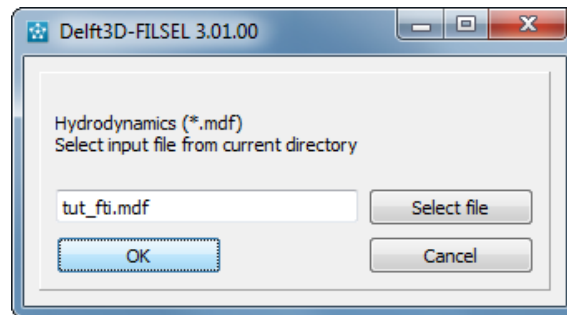 Delft3D-FILSEL 3.01.00
Hydrodynamics (*.mdf)
Select input file from current directory
tut_fti.mdf
Select file
OK
Cancel